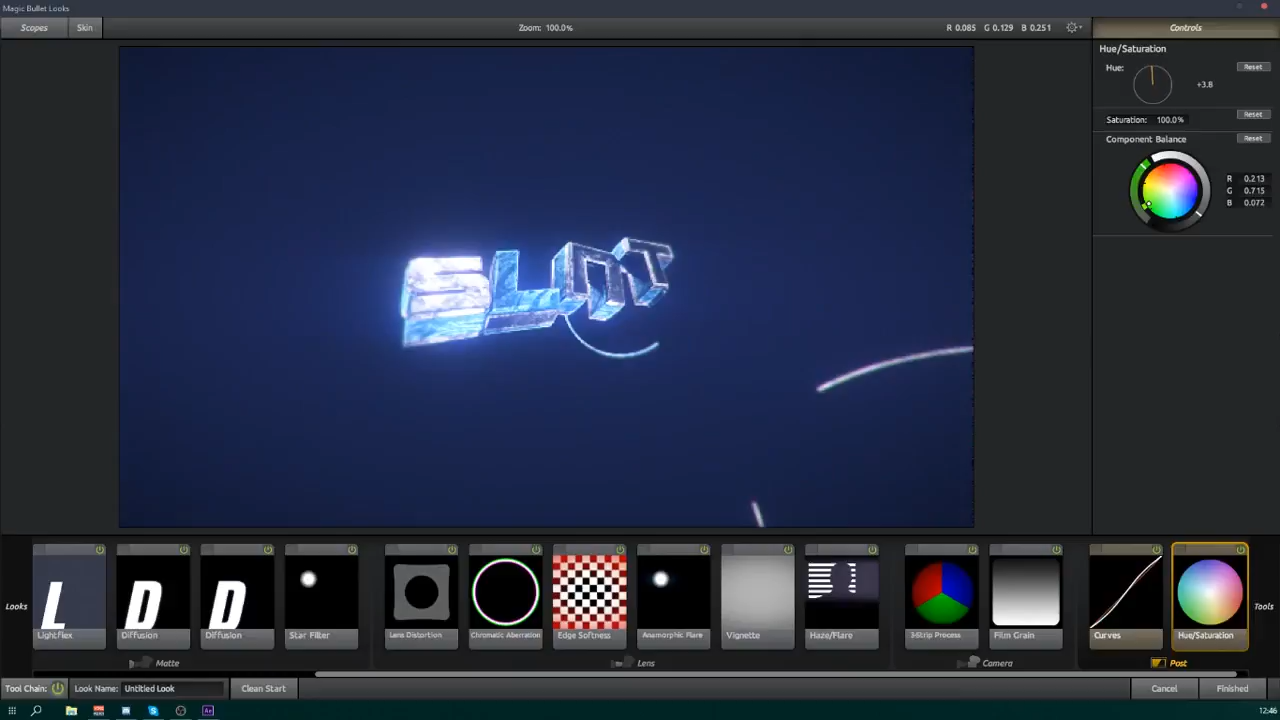 Magic Bullet Looks
Scopes
Skin
Zoom: 100.0%
R 0.085 G 0.129 B 0.251
Controls
Hue/Saturation
Hue:
Reset
+3.8
Reset
Saturation: 100.0%
Component Balance
Reset
R 0.213
G 0.715
B 0.072
Looks
L
D
D
Lightflex
Diffusion
Diffusion
Star Filter
Lens Distortion
Chromatic Aberration
Edge Softness
Anamorphic Flare
Vignette
Haze/Flare
3-Strip Process
Film Grain
Curves
Hue/Saturation
Tools
Matte
Lens
Camera
Post
Tool Chain:
Look Name: Untitled Look
Clean Start
Cancel
Finished
Ae
12:46